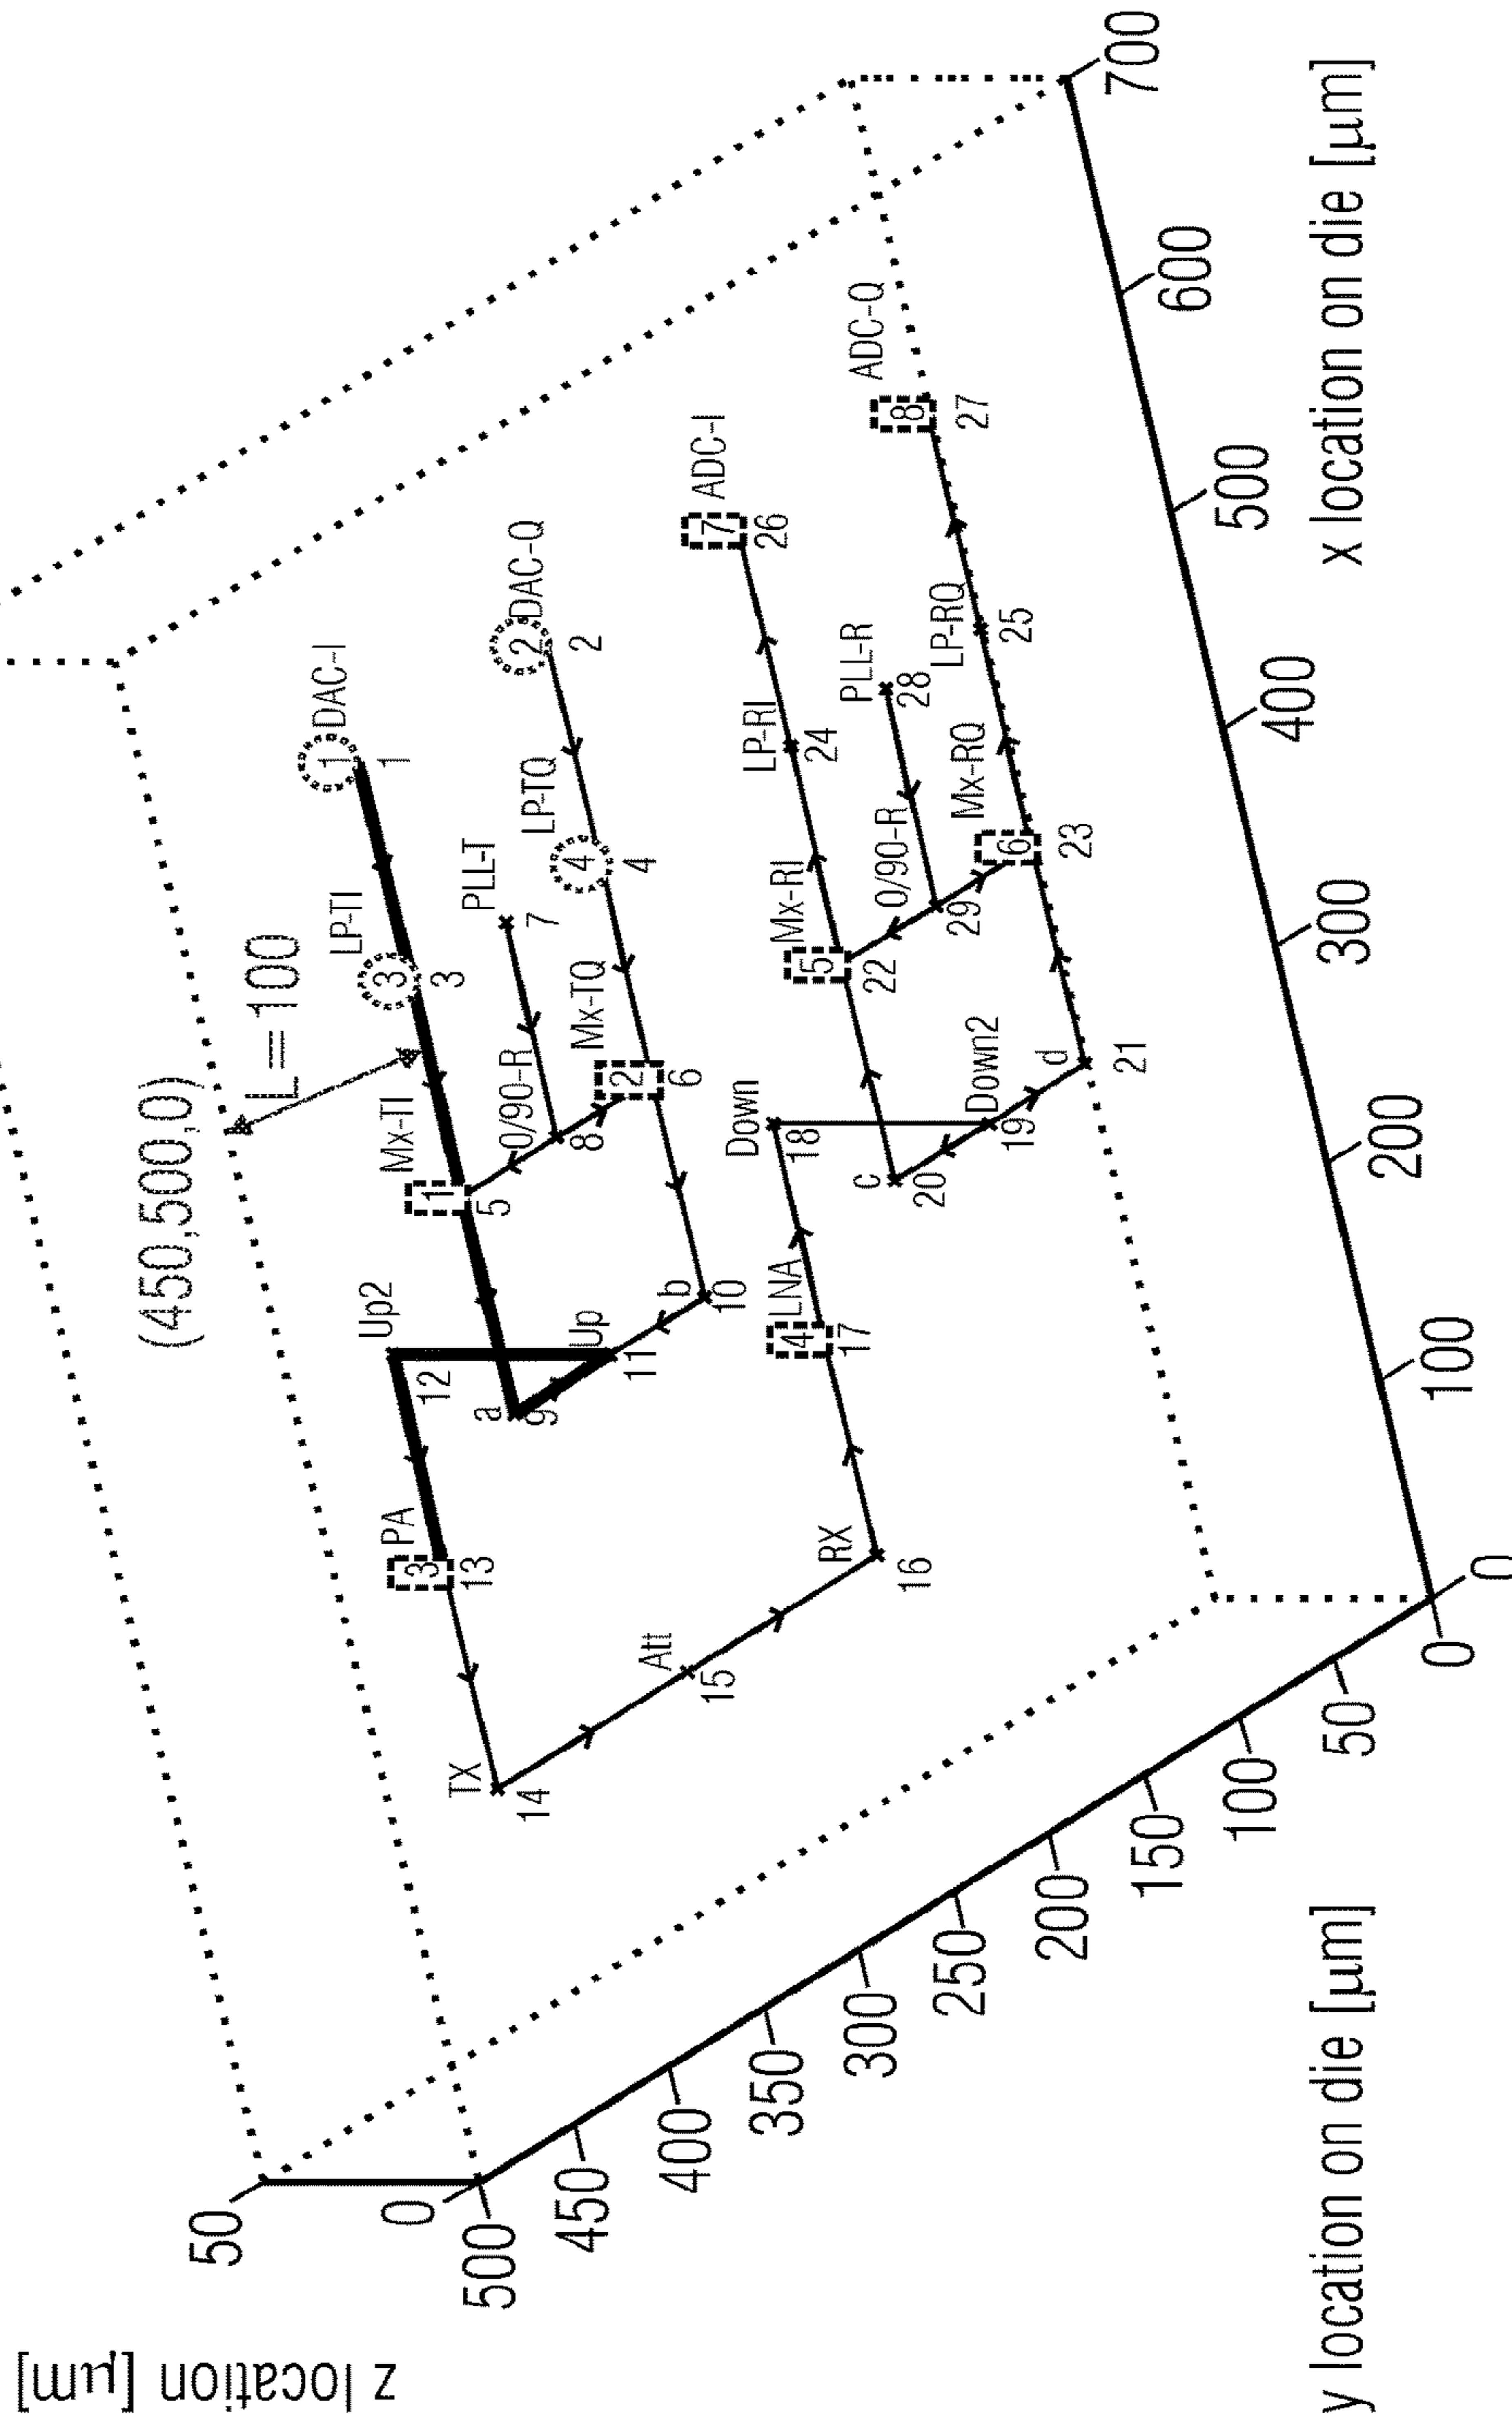 z location [μm]
50
0
500
450
400
350
300
250
200
150
100
50
0
y location on die [μm]
0
100
200
300
400
500
600
700
x location on die [μm]
(450,500,0)
L=100
1 DAC-I
1
LP-TI
3
3
Mx-TI
1
5
2 DAC-Q
2
LP-TQ
4
4
Mx-TQ
2
6
PLL-T
7
0/90-R
8
a
9
b
10
Up
11
Up2
12
PA
3
13
TX
14
Att
15
RX
16
4 LNA
17
Down
18
Down2
19
c
20
d
21
Mx-RI
5
22
LP-RI
24
7 ADC-I
26
PLL-R
28
0/90-R
29
Mx-RQ
6
23
LP-RQ
25
8 ADC-Q
27